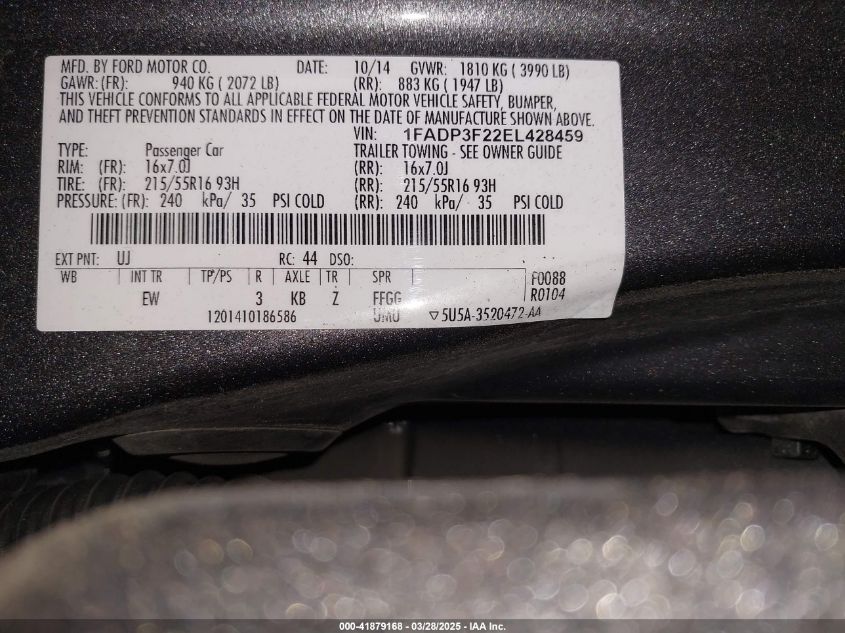 MFD. BY FORD MOTOR CO. DATE: 10/14 GVWR: 1810 KG ( 3990 LB)
GAWR: (FR): 940 KG ( 2072 LB) (RR): 883 KG ( 1947 LB)
THIS VEHICLE CONFORMS TO ALL APPLICABLE FEDERAL MOTOR VEHICLE SAFETY, BUMPER,
AND THEFT PREVENTION STANDARDS IN EFFECT ON THE DATE OF MANUFACTURE SHOWN ABOVE.
VIN: 1FADP3F22EL428459
TYPE: Passenger Car TRAILER TOWING - SEE OWNER GUIDE
RIM: (FR): 16x7.0J (RR): 16x7.0J
TIRE: (FR): 215/55R16 93H (RR): 215/55R16 93H
PRESSURE: (FR): 240 kPa/ 35 PSI COLD (RR): 240 kPa/ 35 PSI COLD
EXT PNT: UJ RC: 44 DSO:
WB INT TR TP/PS R AXLE TR SPR F0088
EW 3 KB Z FFGG R0104
1201410186586 UMU ▽5U5A-3520472-AA
000-41879168 - 03/28/2025 - IAA Inc.